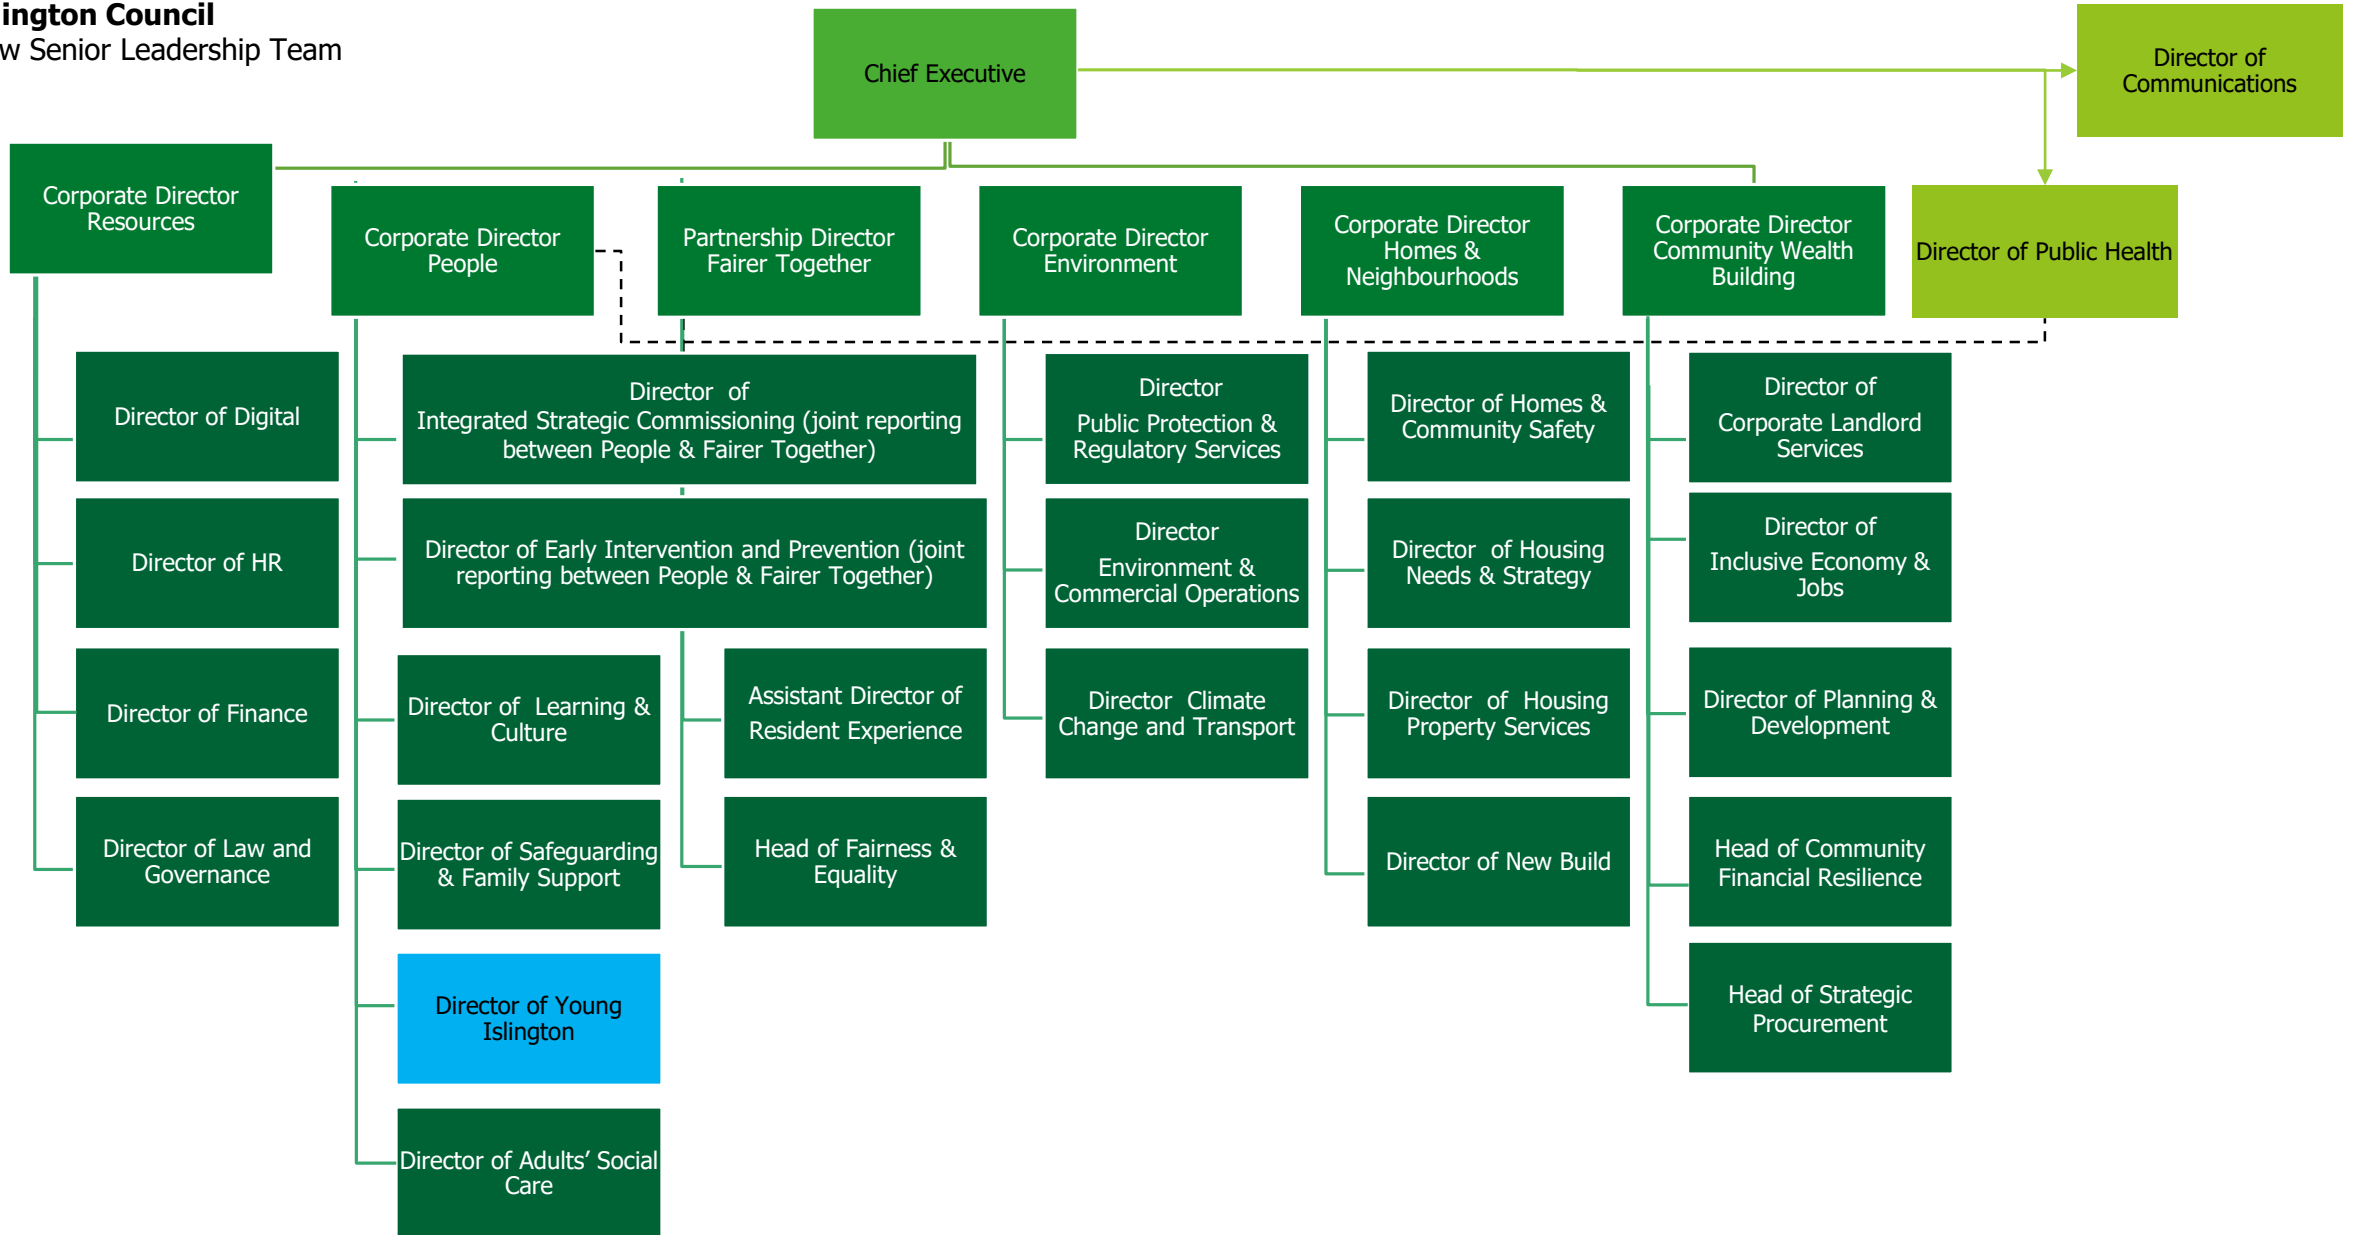 ington Council
w Senior Leadership Team
Chief Executive
Director of
Communications
Corporate Director
Resources
Corporate Director
People
Partnership Director
Fairer Together
Corporate Director
Environment
Corporate Director
Homes &
Neighbourhoods
Corporate Director
Community Wealth
Building
Director of Public Health
Director of Digital
Director of HR
Director of Finance
Director of Law and
Governance
Director of
Integrated Strategic Commissioning (joint reporting
between People & Fairer Together)
Director of Early Intervention and Prevention (joint
reporting between People & Fairer Together)
Director of Learning &
Culture
Director of Safeguarding
& Family Support
Director of Young
Islington
Director of Adults’ Social
Care
Assistant Director of
Resident Experience
Head of Fairness &
Equality
Director
Public Protection &
Regulatory Services
Director
Environment &
Commercial Operations
Director Climate
Change and Transport
Director of Homes &
Community Safety
Director of Housing
Needs & Strategy
Director of Housing
Property Services
Director of New Build
Director of
Corporate Landlord
Services
Director of
Inclusive Economy &
Jobs
Director of Planning &
Development
Head of Community
Financial Resilience
Head of Strategic
Procurement